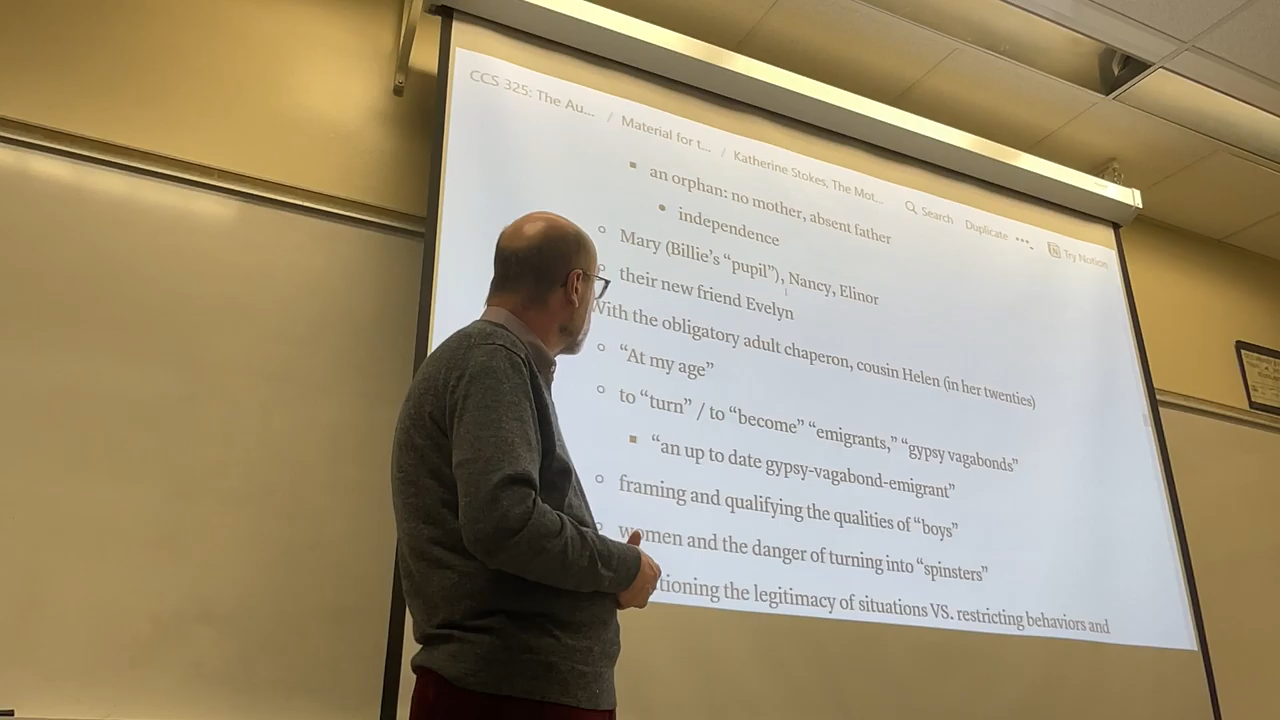 CCS 325: The Au... / Material for t... / Katherine Stokes, The Mot... Search Duplicate ••• Try Notion
an orphan: no mother, absent father
independence
Mary (Billie's “pupil”), Nancy, Elinor
their new friend Evelyn
With the obligatory adult chaperon, cousin Helen (in her twenties)
“At my age”
to “turn” / to “become” “emigrants,” “gypsy vagabonds”
“an up to date gypsy-vagabond-emigrant”
framing and qualifying the qualities of “boys”
women and the danger of turning into “spinsters”
tioning the legitimacy of situations VS. restricting behaviors and